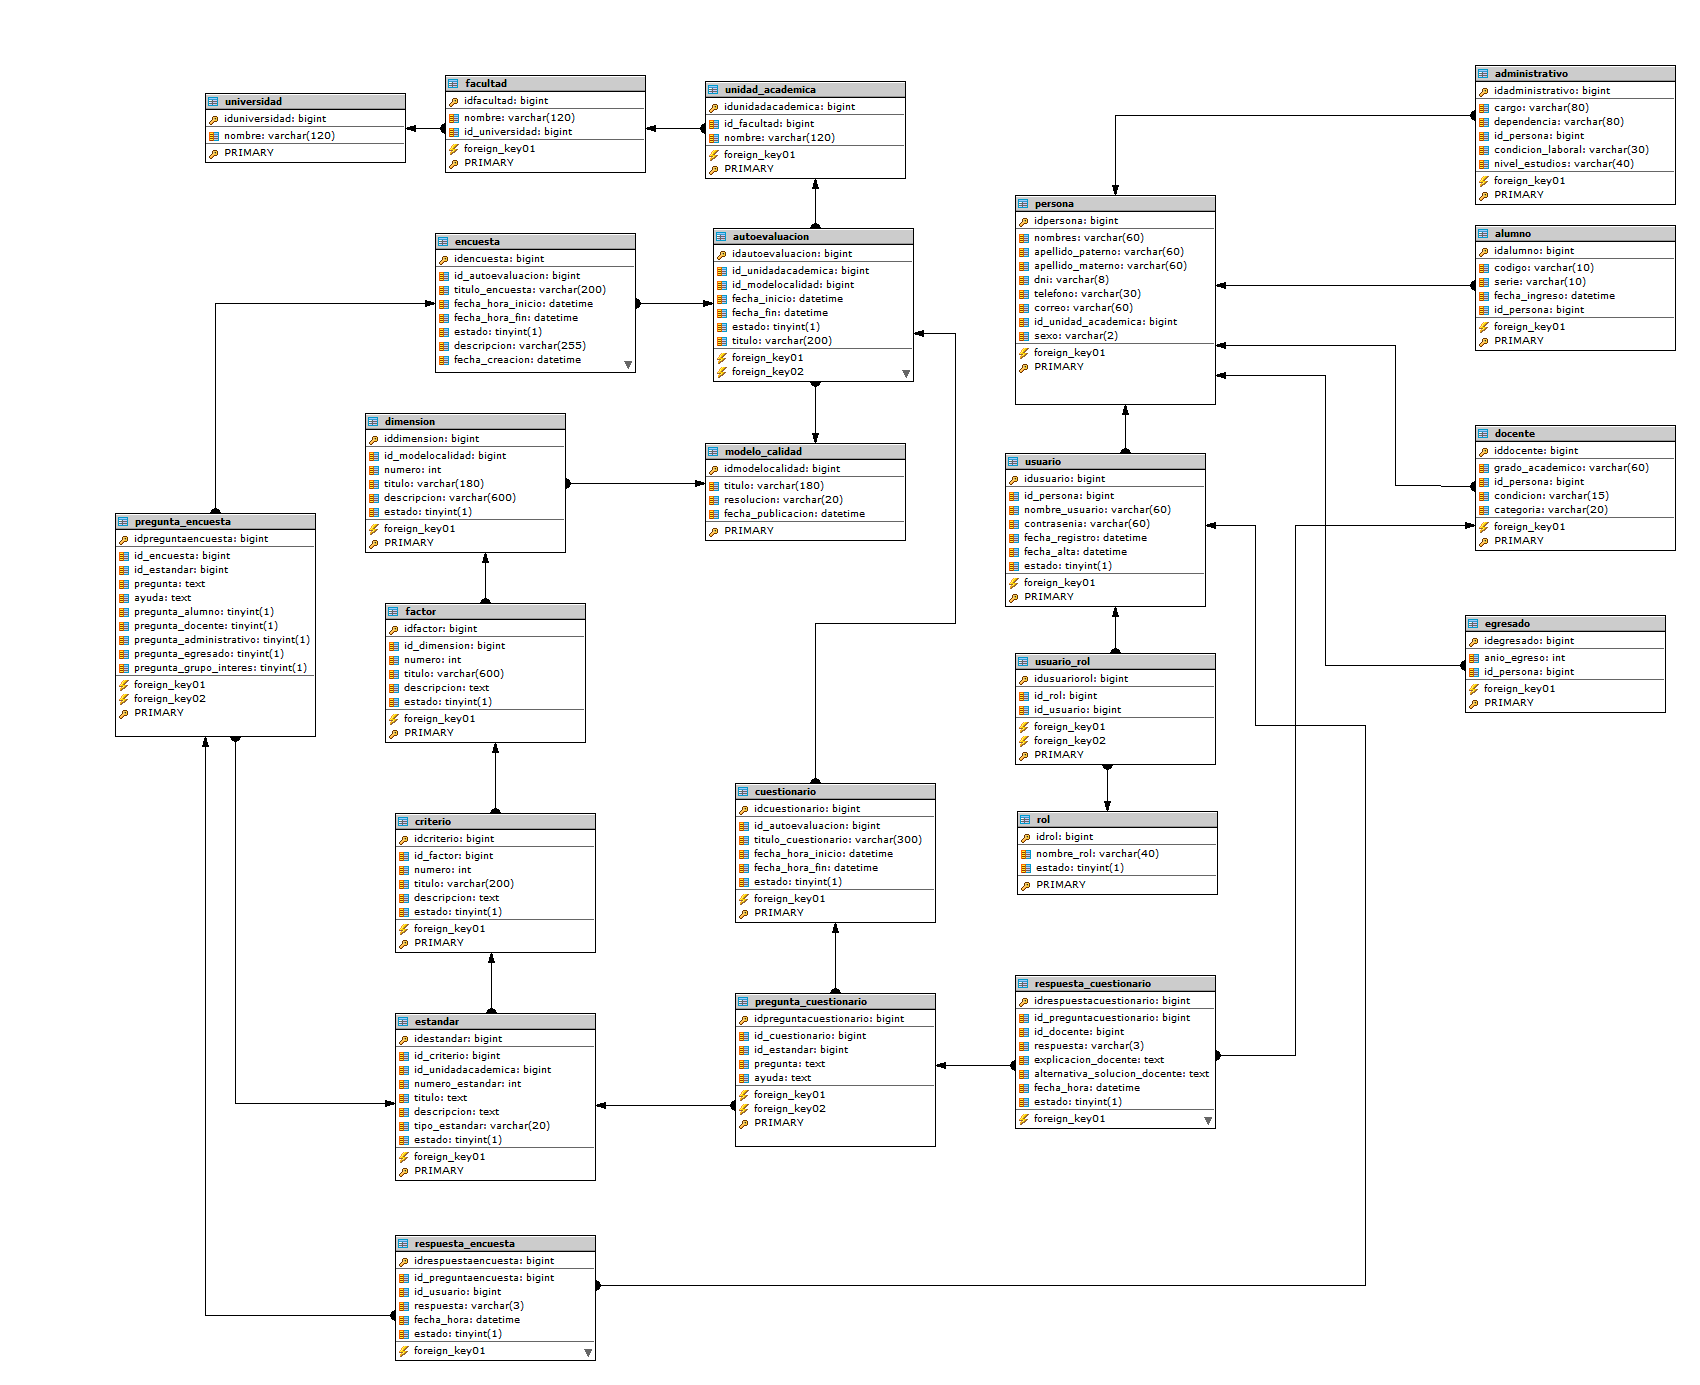 universidad
iduniversidad: bigint
nombre: varchar(120)
PRIMARY
facultad
idfacultad: bigint
nombre: varchar(120)
id_universidad: bigint
foreign_key01
PRIMARY
unidad_academica
idunidadacademica: bigint
id_facultad: bigint
nombre: varchar(120)
foreign_key01
PRIMARY
administrativo
idadministrativo: bigint
cargo: varchar(80)
dependencia: varchar(80)
id_persona: bigint
condicion_laboral: varchar(30)
nivel_estudios: varchar(40)
foreign_key01
PRIMARY
persona
idpersona: bigint
nombres: varchar(60)
apellido_paterno: varchar(60)
apellido_materno: varchar(60)
dni: varchar(8)
telefono: varchar(30)
correo: varchar(60)
id_unidad_academica: bigint
sexo: varchar(2)
foreign_key01
PRIMARY
alumno
idalumno: bigint
codigo: varchar(10)
serie: varchar(10)
fecha_ingreso: datetime
id_persona: bigint
foreign_key01
PRIMARY
encuesta
idencuesta: bigint
id_autoevaluacion: bigint
titulo_encuesta: varchar(200)
fecha_hora_inicio: datetime
fecha_hora_fin: datetime
estado: tinyint(1)
descripcion: varchar(255)
fecha_creacion: datetime
autoevaluacion
idautoevaluacion: bigint
id_unidadacademica: bigint
id_modelocalidad: bigint
fecha_inicio: datetime
fecha_fin: datetime
estado: tinyint(1)
titulo: varchar(200)
foreign_key01
foreign_key02
dimension
iddimension: bigint
id_modelocalidad: bigint
numero: int
titulo: varchar(180)
descripcion: varchar(600)
estado: tinyint(1)
foreign_key01
PRIMARY
modelo_calidad
idmodelocalidad: bigint
titulo: varchar(180)
resolucion: varchar(20)
fecha_publicacion: datetime
PRIMARY
usuario
idusuario: bigint
id_persona: bigint
nombre_usuario: varchar(60)
contrasenia: varchar(60)
fecha_registro: datetime
fecha_alta: datetime
estado: tinyint(1)
foreign_key01
PRIMARY
docente
iddocente: bigint
grado_academico: varchar(60)
id_persona: bigint
condicion: varchar(15)
categoria: varchar(20)
foreign_key01
PRIMARY
pregunta_encuesta
idpreguntaencuesta: bigint
id_encuesta: bigint
id_estandar: bigint
pregunta: text
ayuda: text
pregunta_alumno: tinyint(1)
pregunta_docente: tinyint(1)
pregunta_administrativo: tinyint(1)
pregunta_egresado: tinyint(1)
pregunta_grupo_interes: tinyint(1)
foreign_key01
foreign_key02
PRIMARY
factor
idfactor: bigint
id_dimension: bigint
numero: int
titulo: varchar(600)
descripcion: text
estado: tinyint(1)
foreign_key01
PRIMARY
usuario_rol
idusuariorol: bigint
id_rol: bigint
id_usuario: bigint
foreign_key01
foreign_key02
PRIMARY
egresado
idegresado: bigint
anio_egreso: int
id_persona: bigint
foreign_key01
PRIMARY
criterio
idcriterio: bigint
id_factor: bigint
numero: int
titulo: varchar(200)
descripcion: text
estado: tinyint(1)
foreign_key01
PRIMARY
cuestionario
idcuestionario: bigint
id_autoevaluacion: bigint
titulo_cuestionario: varchar(300)
fecha_hora_inicio: datetime
fecha_hora_fin: datetime
estado: tinyint(1)
foreign_key01
PRIMARY
rol
idrol: bigint
nombre_rol: varchar(40)
estado: tinyint(1)
PRIMARY
estandar
idestandar: bigint
id_criterio: bigint
id_unidadacademica: bigint
numero_estandar: int
titulo: text
descripcion: text
tipo_estandar: varchar(20)
estado: tinyint(1)
foreign_key01
PRIMARY
pregunta_cuestionario
idpreguntacuestionario: bigint
id_cuestionario: bigint
id_estandar: bigint
pregunta: text
ayuda: text
foreign_key01
foreign_key02
PRIMARY
respuesta_cuestionario
idrespuestacuestionario: bigint
id_preguntacuestionario: bigint
id_docente: bigint
respuesta: varchar(3)
explicacion_docente: text
alternativa_solucion_docente: text
fecha_hora: datetime
estado: tinyint(1)
foreign_key01
respuesta_encuesta
idrespuestaencuesta: bigint
id_preguntaencuesta: bigint
id_usuario: bigint
respuesta: varchar(3)
fecha_hora: datetime
estado: tinyint(1)
foreign_key01